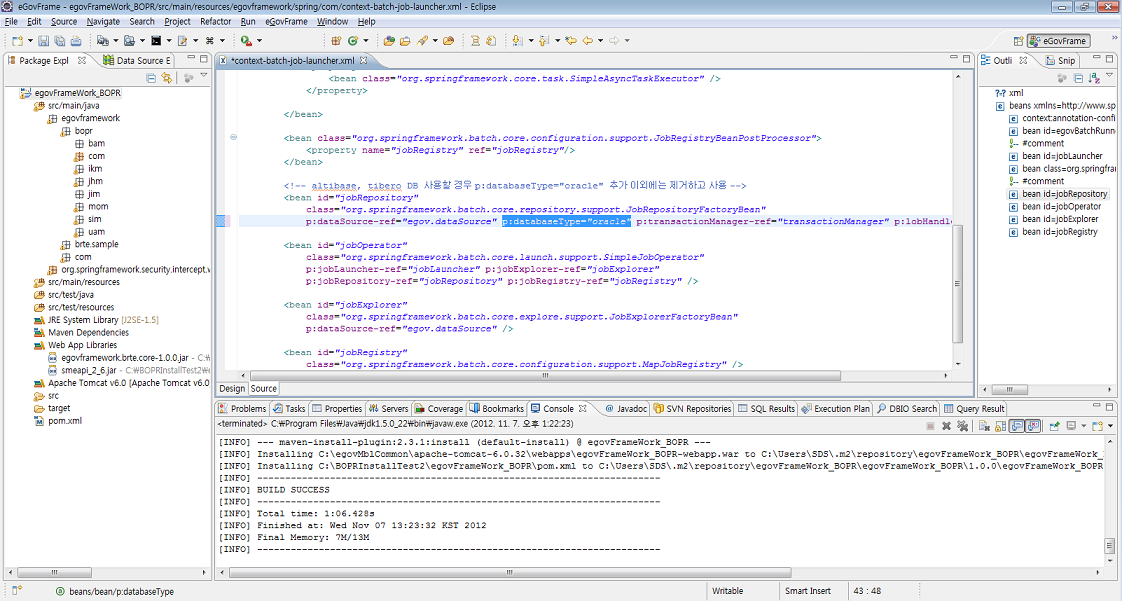 eGovFrame - egovFrameWork_BOPR/src/main/resources/egovframework/spring/com/context-batch-job-launcher.xml - Eclipse
File Edit Source Navigate Search Project Refactor Run eGovFrame Window Help
eGovFrame
Package Expl
Data Source E
egovFrameWork_BOPR
src/main/java
egovframework
bopr
bam
com
ikm
jhm
jim
mom
sim
uam
brte.sample
com
org.springframework.security.intercept.w
src/main/resources
src/test/java
src/test/resources
JRE System Library [J2SE-1.5]
Maven Dependencies
Web App Libraries
egovframework.brte.core-1.0.0.jar - C:₩
smeapi_2_6.jar - C:₩BOPRInstallTest2₩e
Apache Tomcat v6.0 [Apache Tomcat v6.0]
src
target
pom.xml
*context-batch-job-launcher.xml
<bean class="org.springframework.core.task.SimpleAsyncTaskExecutor" />
</property>
</bean>
<bean class="org.springframework.batch.core.configuration.support.JobRegistryBeanPostProcessor">
<property name="jobRegistry" ref="jobRegistry"/>
</bean>
<!-- altibase, tibero DB 사용할 경우 p:databaseType="oracle" 추가 이외에는 제거하고 사용 -->
<bean id="jobRepository"
class="org.springframework.batch.core.repository.support.JobRepositoryFactoryBean"
p:dataSource-ref="egov.dataSource" p:databaseType="oracle" p:transactionManager-ref="transactionManager" p:lobHandle
<bean id="jobOperator"
class="org.springframework.batch.core.launch.support.SimpleJobOperator"
p:jobLauncher-ref="jobLauncher" p:jobExplorer-ref="jobExplorer"
p:jobRepository-ref="jobRepository" p:jobRegistry-ref="jobRegistry" />
<bean id="jobExplorer"
class="org.springframework.batch.core.explore.support.JobExplorerFactoryBean"
p:dataSource-ref="egov.dataSource" />
<bean id="jobRegistry"
class="org.springframework.batch.core.configuration.support.MapJobRegistry" />
Design Source
Outli
Snip
?-? xml
beans xmlns=http://www.sp
context:annotation-confi
bean id=egovBatchRunn
#comment
bean id=jobLauncher
bean class=org.springfram
#comment
bean id=jobRepository
bean id=jobOperator
bean id=jobExplorer
bean id=jobRegistry
Problems Tasks Properties Servers Coverage Bookmarks Console Javadoc SVN Repositories SQL Results Execution Plan DBIO Search Query Result
<terminated> C:₩Program Files₩Java₩jdk1.5.0_22₩bin₩javaw.exe (2012. 11. 7. 오후 1:22:23)
[INFO] --- maven-install-plugin:2.3.1:install (default-install) @ egovFrameWork_BOPR ---
[INFO] Installing C:\egovMblCommon\apache-tomcat-6.0.32\webapps\egovFrameWork_BOPR-webapp.war to C:\Users\SDS\.m2\repository\egovFrameWork_BOPR\egovFrameWork_
[INFO] Installing C:\BOPRInstallTest2\egovFrameWork_BOPR\pom.xml to C:\Users\SDS\.m2\repository\egovFrameWork_BOPR\egovFrameWork_BOPR\1.0.0\egovFrameWork_BOPR
[INFO] ------------------------------------------------------------------------
[INFO] BUILD SUCCESS
[INFO] ------------------------------------------------------------------------
[INFO] Total time: 1:06.428s
[INFO] Finished at: Wed Nov 07 13:23:32 KST 2012
[INFO] Final Memory: 7M/13M
[INFO] ------------------------------------------------------------------------
beans/bean/p:databaseType
Writable
Smart Insert
43 : 48